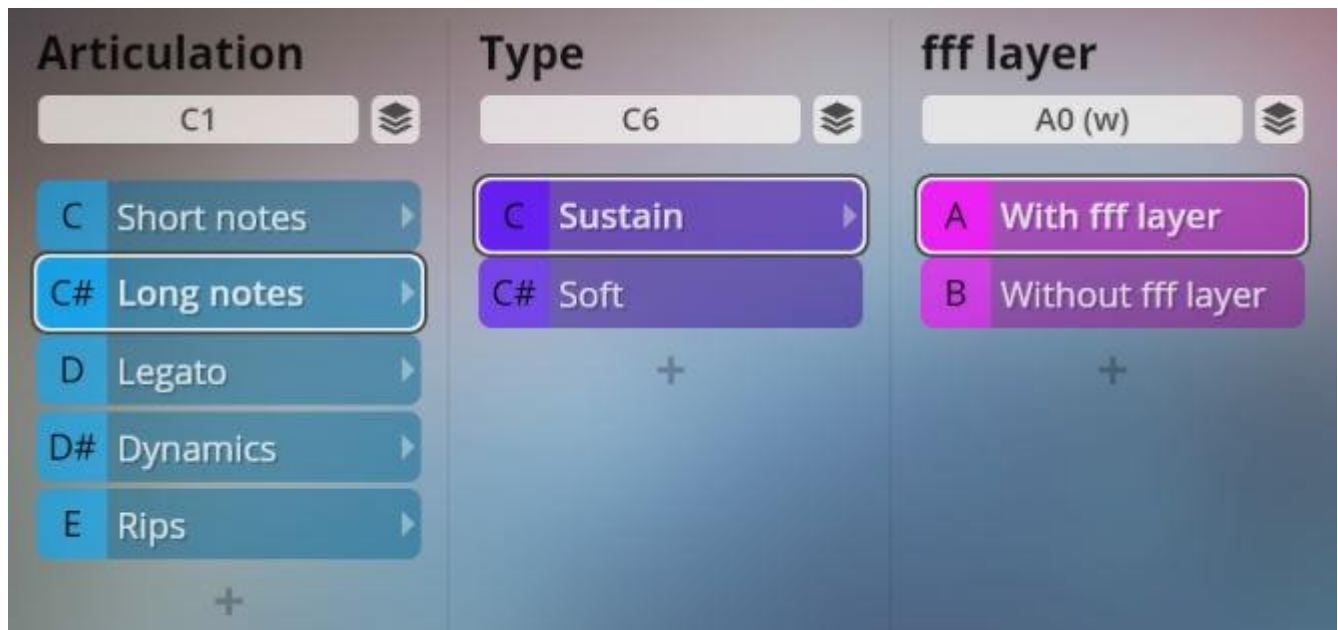 Articulation
C1
C Short notes
C# Long notes
D Legato
D# Dynamics
E Rips
+
Type
C6
C Sustain
C# Soft
+
fff layer
A0 (w)
A With fff layer
B Without fff layer
+